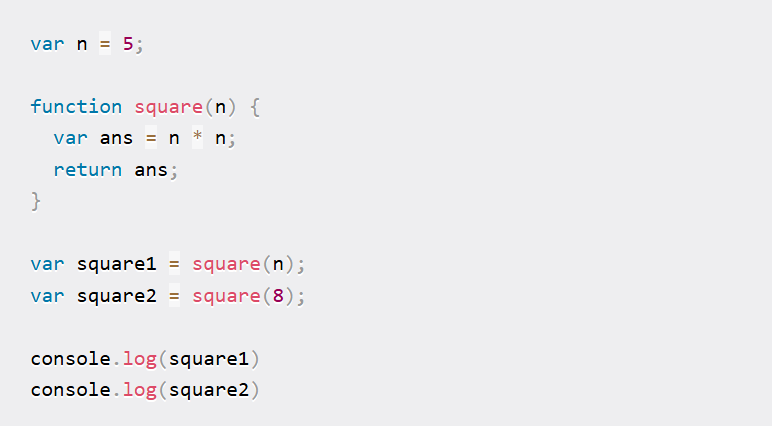 var n = 5;
function square(n) {
  var ans = n * n;
  return ans;
}
var square1 = square(n);
var square2 = square(8);
console.log(square1)
console.log(square2)